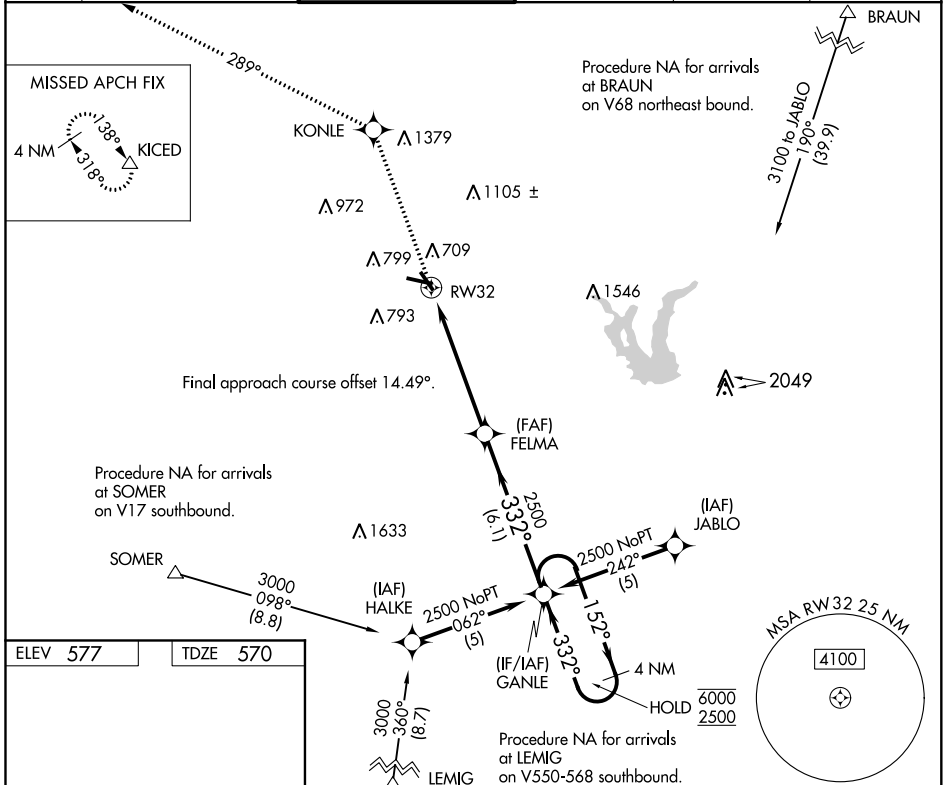 BRAUN
289°
MISSED APCH FIX
4 NM
138°
318°
KICED
Procedure NA for arrivals
at BRAUN
on V68 northeast bound.
3100 to JABLO
190°
(39.9)
KONLE
1379
972
1105 ±
799
709
RW32
793
1546
2049
Final approach course offset 14.49°.
(FAF)
FELMA
Procedure NA for arrivals
at SOMER
on V17 southbound.
2500
332°
(6.1)
(IAF)
JABLO
1633
SOMER
3000
098°
(8.8)
(IAF)
HALKE
2500 NoPT
062°
(5)
2500 NoPT
242°
(5)
152°
332°
(IF/IAF)
GANLE
4 NM
HOLD
6000
2500
MSA RW32 25 NM
4100
ELEV 577
TDZE 570
3000
360°
(8.7)
LEMIG
Procedure NA for arrivals
at LEMIG
on V550-568 southbound.